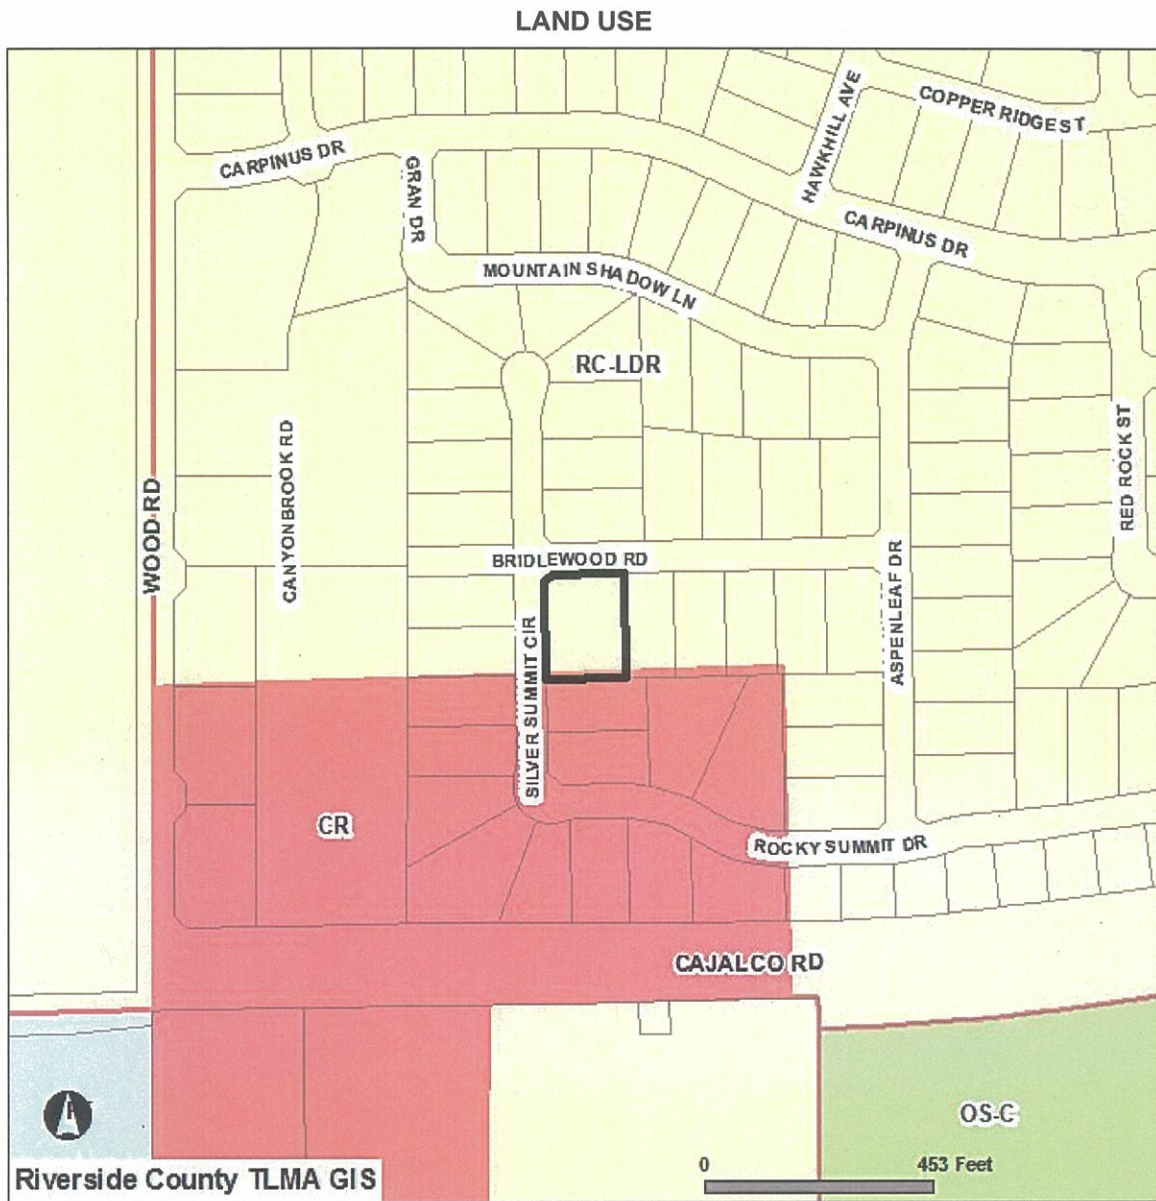 LAND USE
HAWKHILL AVE
COPPER RIDGE ST
CARPINUS DR
GRAN DR
CARPINUS DR
MOUNTAIN SHADOW LN
RC-LDR
WOOD RD
CANYONBROOK RD
RED ROCK ST
BRIDLEWOOD RD
ASPENLEAF DR
SILVER SUMMIT CIR
CR
ROCKY SUMMIT DR
CAJALCO RD
OS-C
Riverside County TLMA GIS
0
453 Feet